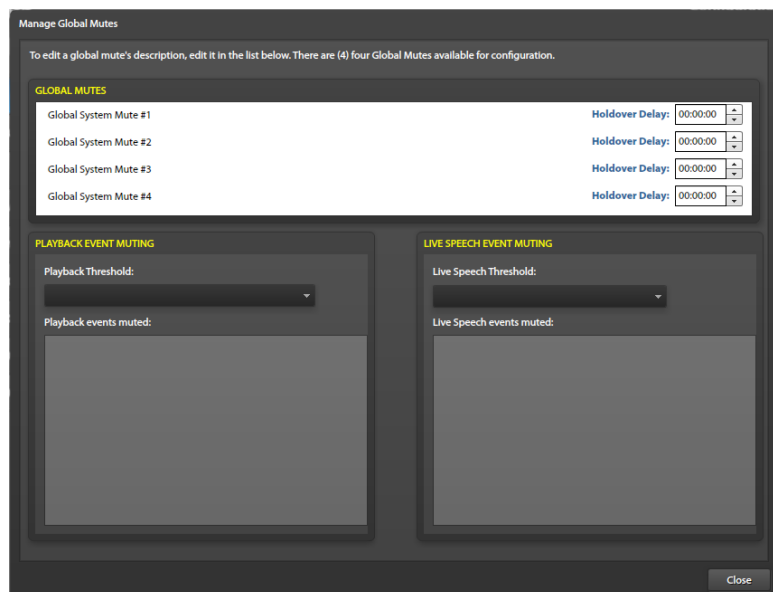 Manage Global Mutes
To edit a global mute's description, edit it in the list below. There are (4) four Global Mutes available for configuration.
GLOBAL MUTES
Global System Mute #1 Holdover Delay: 00:00:00
Global System Mute #2 Holdover Delay: 00:00:00
Global System Mute #3 Holdover Delay: 00:00:00
Global System Mute #4 Holdover Delay: 00:00:00
PLAYBACK EVENT MUTING
Playback Threshold:
Playback events muted:
LIVE SPEECH EVENT MUTING
Live Speech Threshold:
Live Speech events muted:
Close